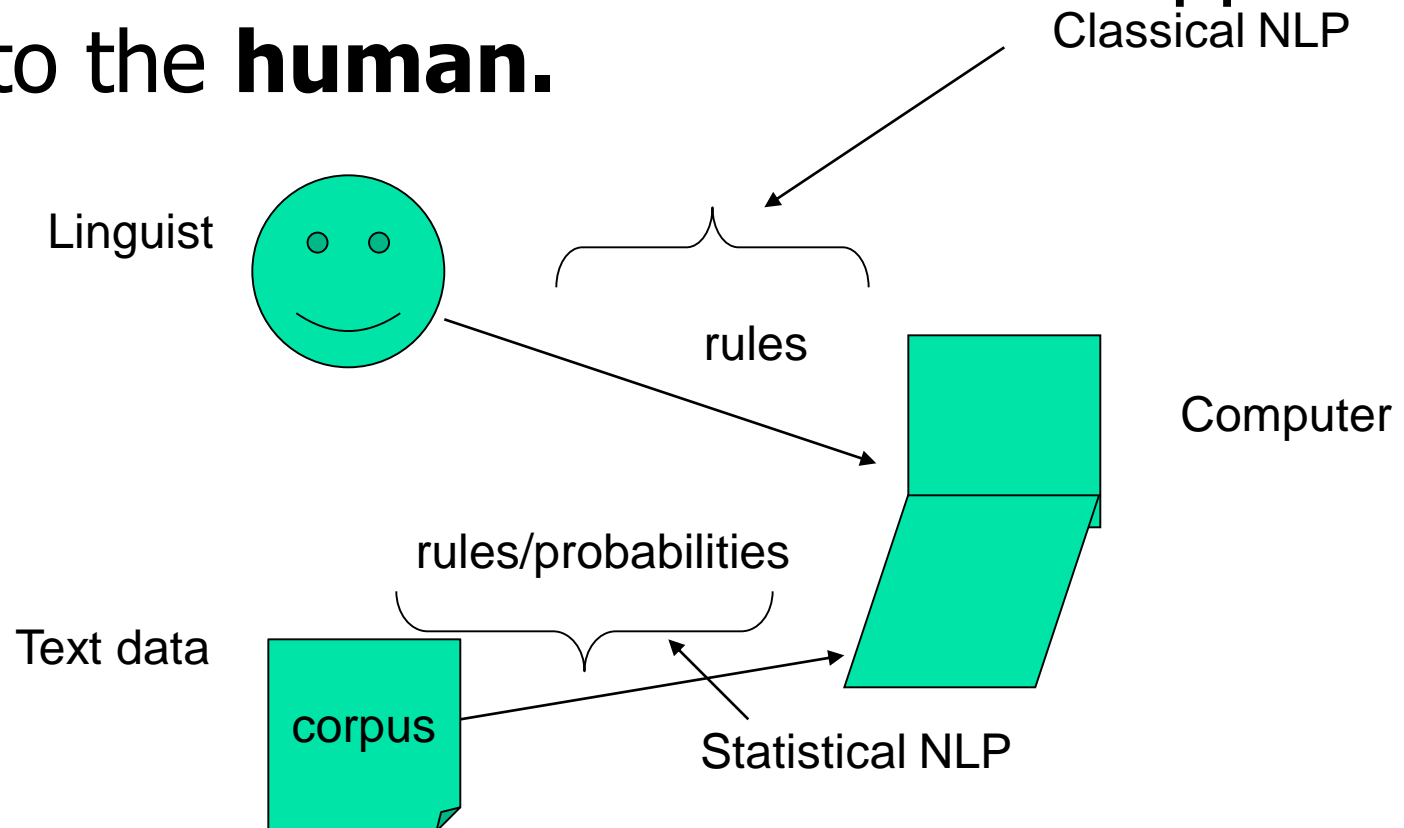 Classical NLP
to the human.
Linguist
rules
Computer
rules/probabilities
Text data
corpus
Statistical NLP